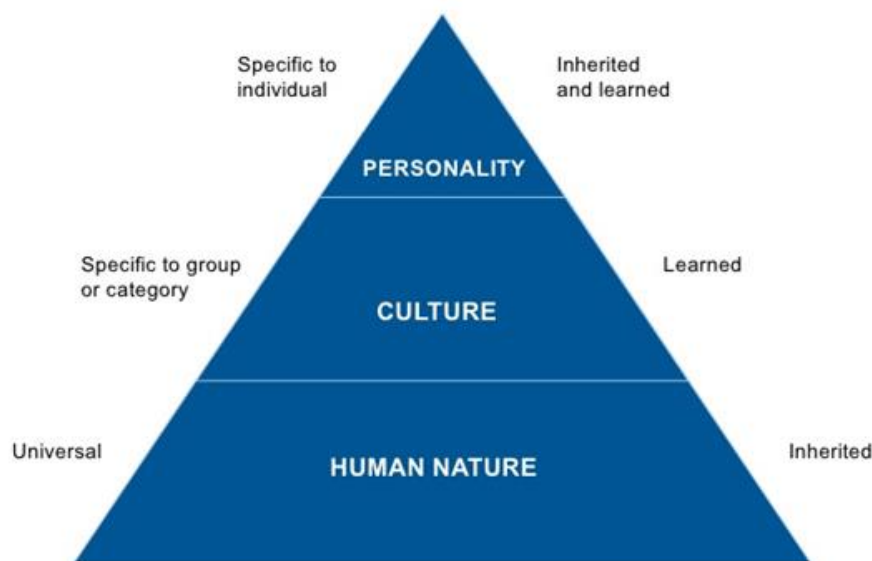 Specific to
individual
Inherited
and learned
PERSONALITY
Specific to group
or category
Learned
CULTURE
Universal
Inherited
HUMAN NATURE